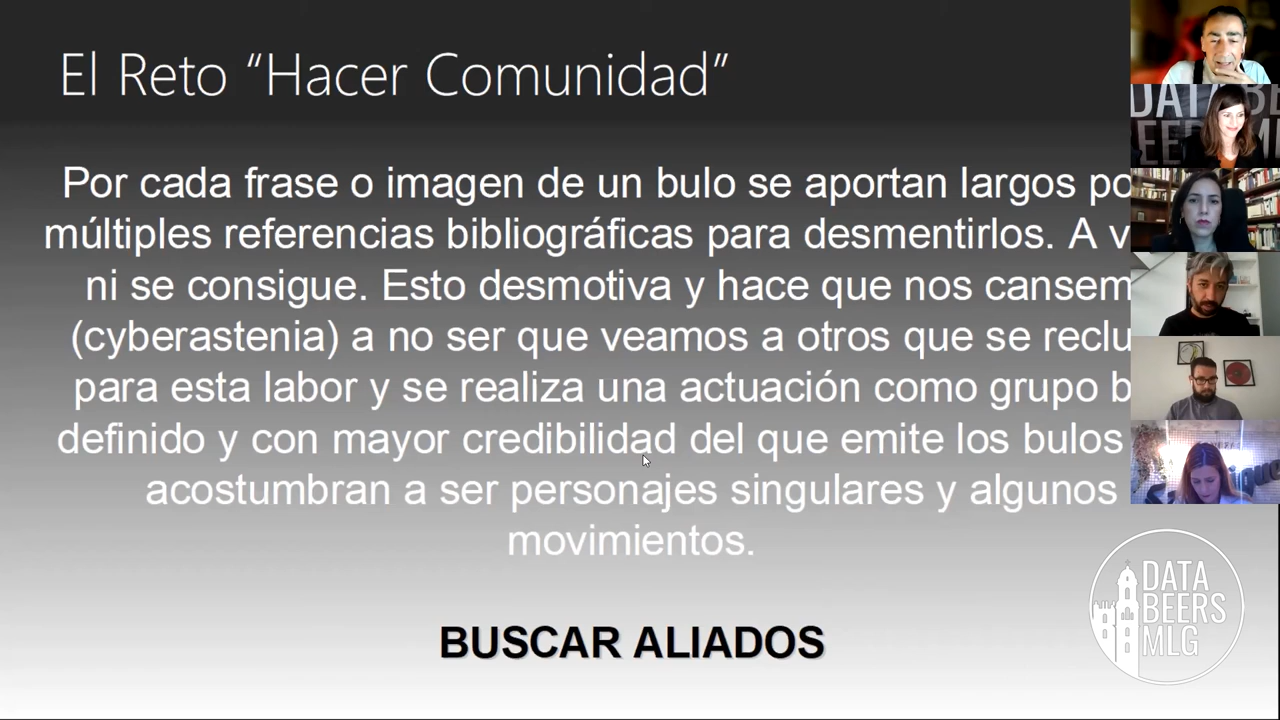 El Reto “Hacer Comunidad”
Por cada frase o imagen de un bulo se aportan largos
múltiples referencias bibliográficas para desmentirlos. A
ni se consigue. Esto desmotiva y hace que nos
(cyberastenia) a no ser que veamos a otros que se
para esta labor y se realiza una actuación como grupo
definido y con mayor credibilidad del que emite los bulos
acostumbran a ser personajes singulares y algunos
movimientos.
BUSCAR ALIADOS
DATA
BEERS
MLG